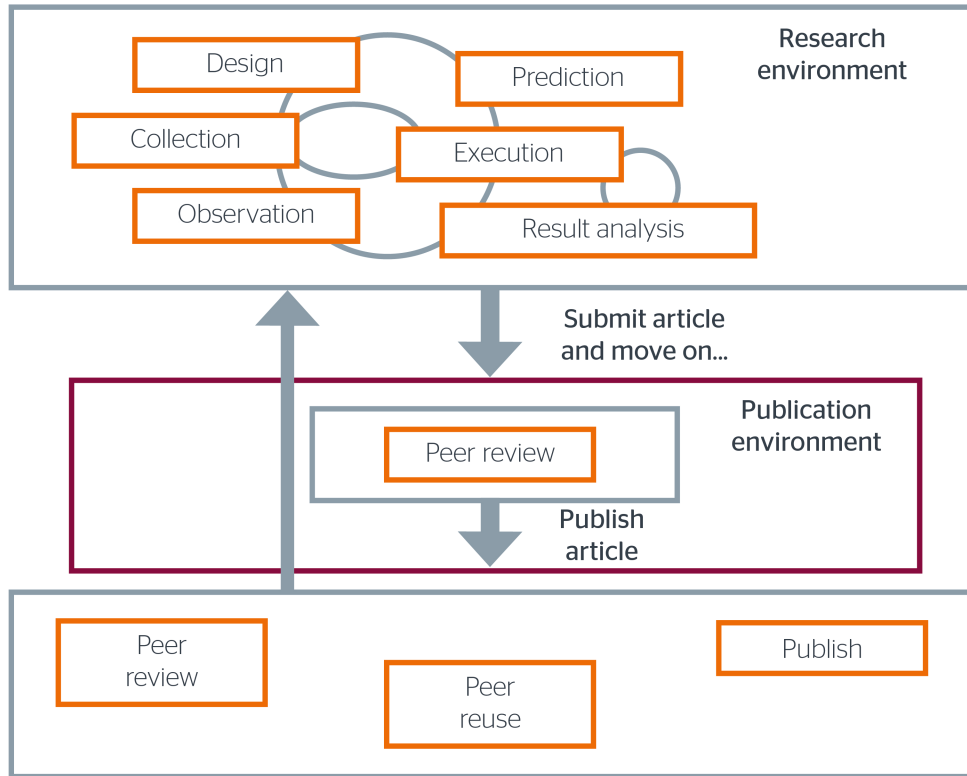 Research
environment
Design
Prediction
Collection
Execution
Observation
Result analysis
Submit article
and move on...
Publication
environment
Peer review
Publish
article
Peer
review
Peer
reuse
Publish